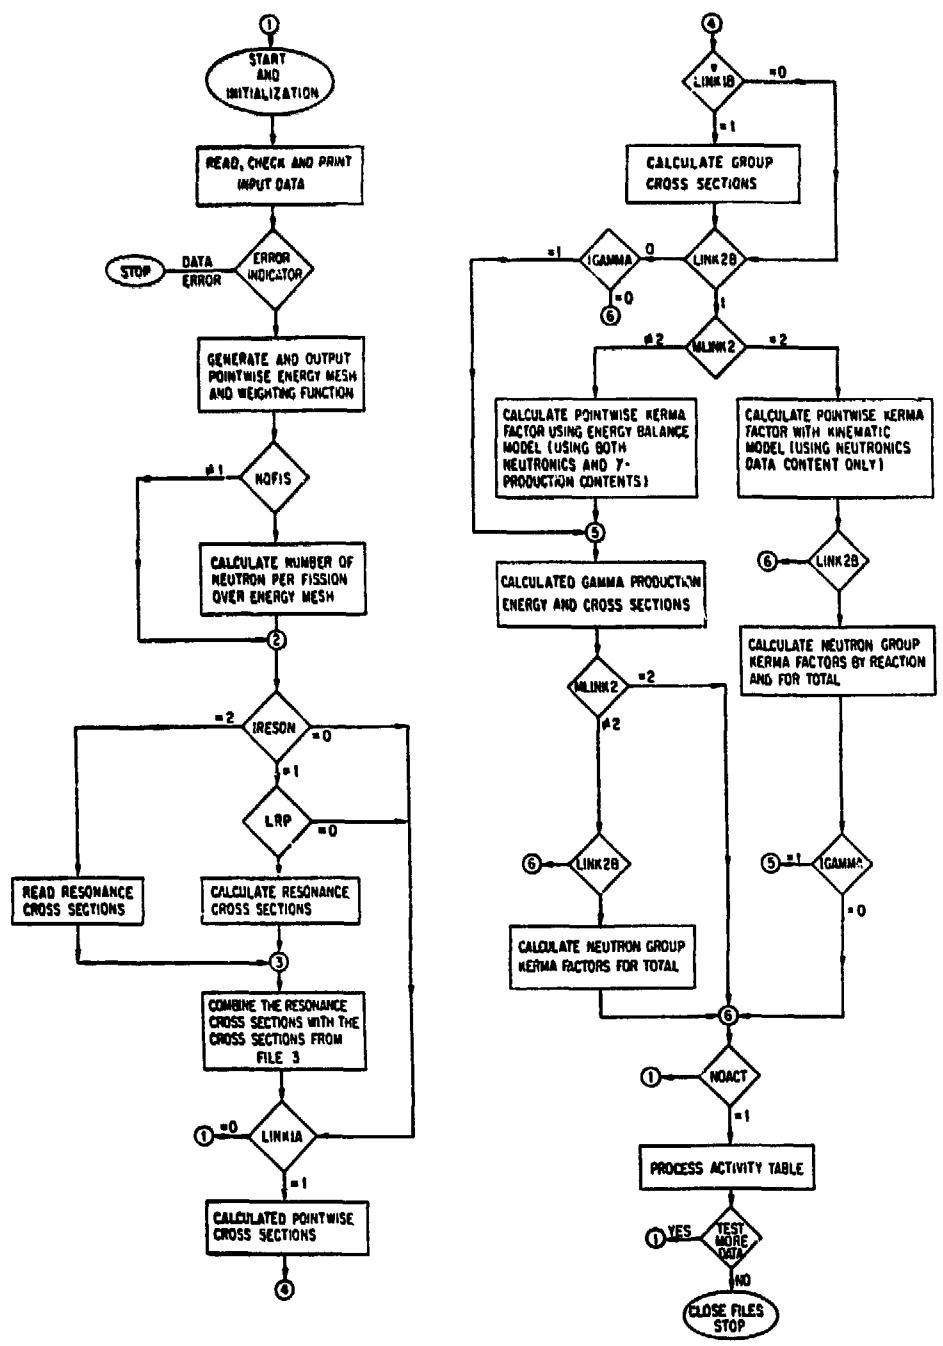 1
START
AND
INITIALIZATION
READ, CHECK AND PRINT
INPUT DATA
ERROR
INDICATOR
DATA
ERROR
STOP
GENERATE AND OUTPUT
POINTWISE ENERGY MESH
AND WEIGHTING FUNCTION
NOFIS
≠1
CALCULATE NUMBER OF
NEUTRON PER FISSION
OVER ENERGY MESH
2
IRESON
=2
=0
=1
LRP
=0
READ RESONANCE
CROSS SECTIONS
CALCULATE RESONANCE
CROSS SECTIONS
3
COMBINE THE RESONANCE
CROSS SECTIONS WITH THE
CROSS SECTIONS FROM
FILE 3
LINK1A
=0
1
=1
CALCULATED POINTWISE
CROSS SECTIONS
4
4
LINK1B
=0
=1
CALCULATE GROUP
CROSS SECTIONS
LINK2B
0
IGAMMA
=1
=0
6
1
MLINK2
≠2
=2
CALCULATE POINTWISE KERMA
FACTOR USING ENERGY BALANCE
MODEL (USING BOTH
NEUTRONICS AND γ-
PRODUCTION CONTENTS)
CALCULATE POINTWISE KERMA
FACTOR WITH KINEMATIC
MODEL (USING NEUTRONICS
DATA CONTENT ONLY)
5
LINK2B
6
CALCULATED GAMMA PRODUCTION
ENERGY AND CROSS SECTIONS
CALCULATE NEUTRON GROUP
KERMA FACTORS BY REACTION
AND FOR TOTAL
MLINK2
=2
≠2
LINK2B
6
IGAMMA
=1
5
=0
CALCULATE NEUTRON GROUP
KERMA FACTORS FOR TOTAL
6
NOACT
1
=1
PROCESS ACTIVITY TABLE
TEST
MORE
DATA
YES
1
NO
CLOSE FILES
STOP